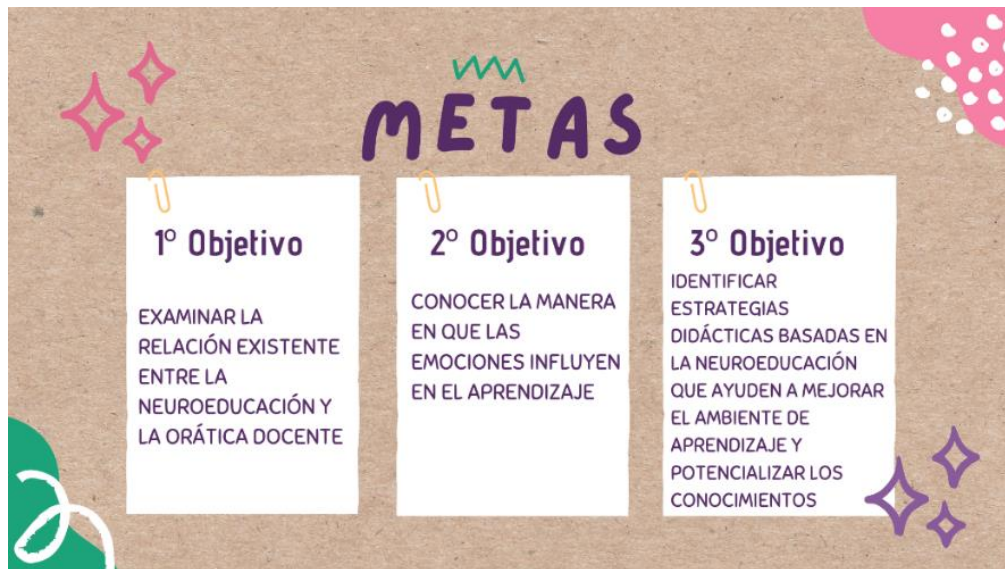 METAS
1º Objetivo
EXAMINAR LA
RELACIÓN EXISTENTE
ENTRE LA
NEUROEDUCACIÓN Y
LA ORÁTICA DOCENTE
2º Objetivo
CONOCER LA MANERA
EN QUE LAS
EMOCIONES INFLUYEN
EN EL APRENDIZAJE
3º Objetivo
IDENTIFICAR
ESTRATEGIAS
DIDÁCTICAS BASADAS EN
LA NEUROEDUCACIÓN
QUE AYUDEN A MEJORAR
EL AMBIENTE DE
APRENDIZAJE Y
POTENCIALIZAR LOS
CONOCIMIENTOS